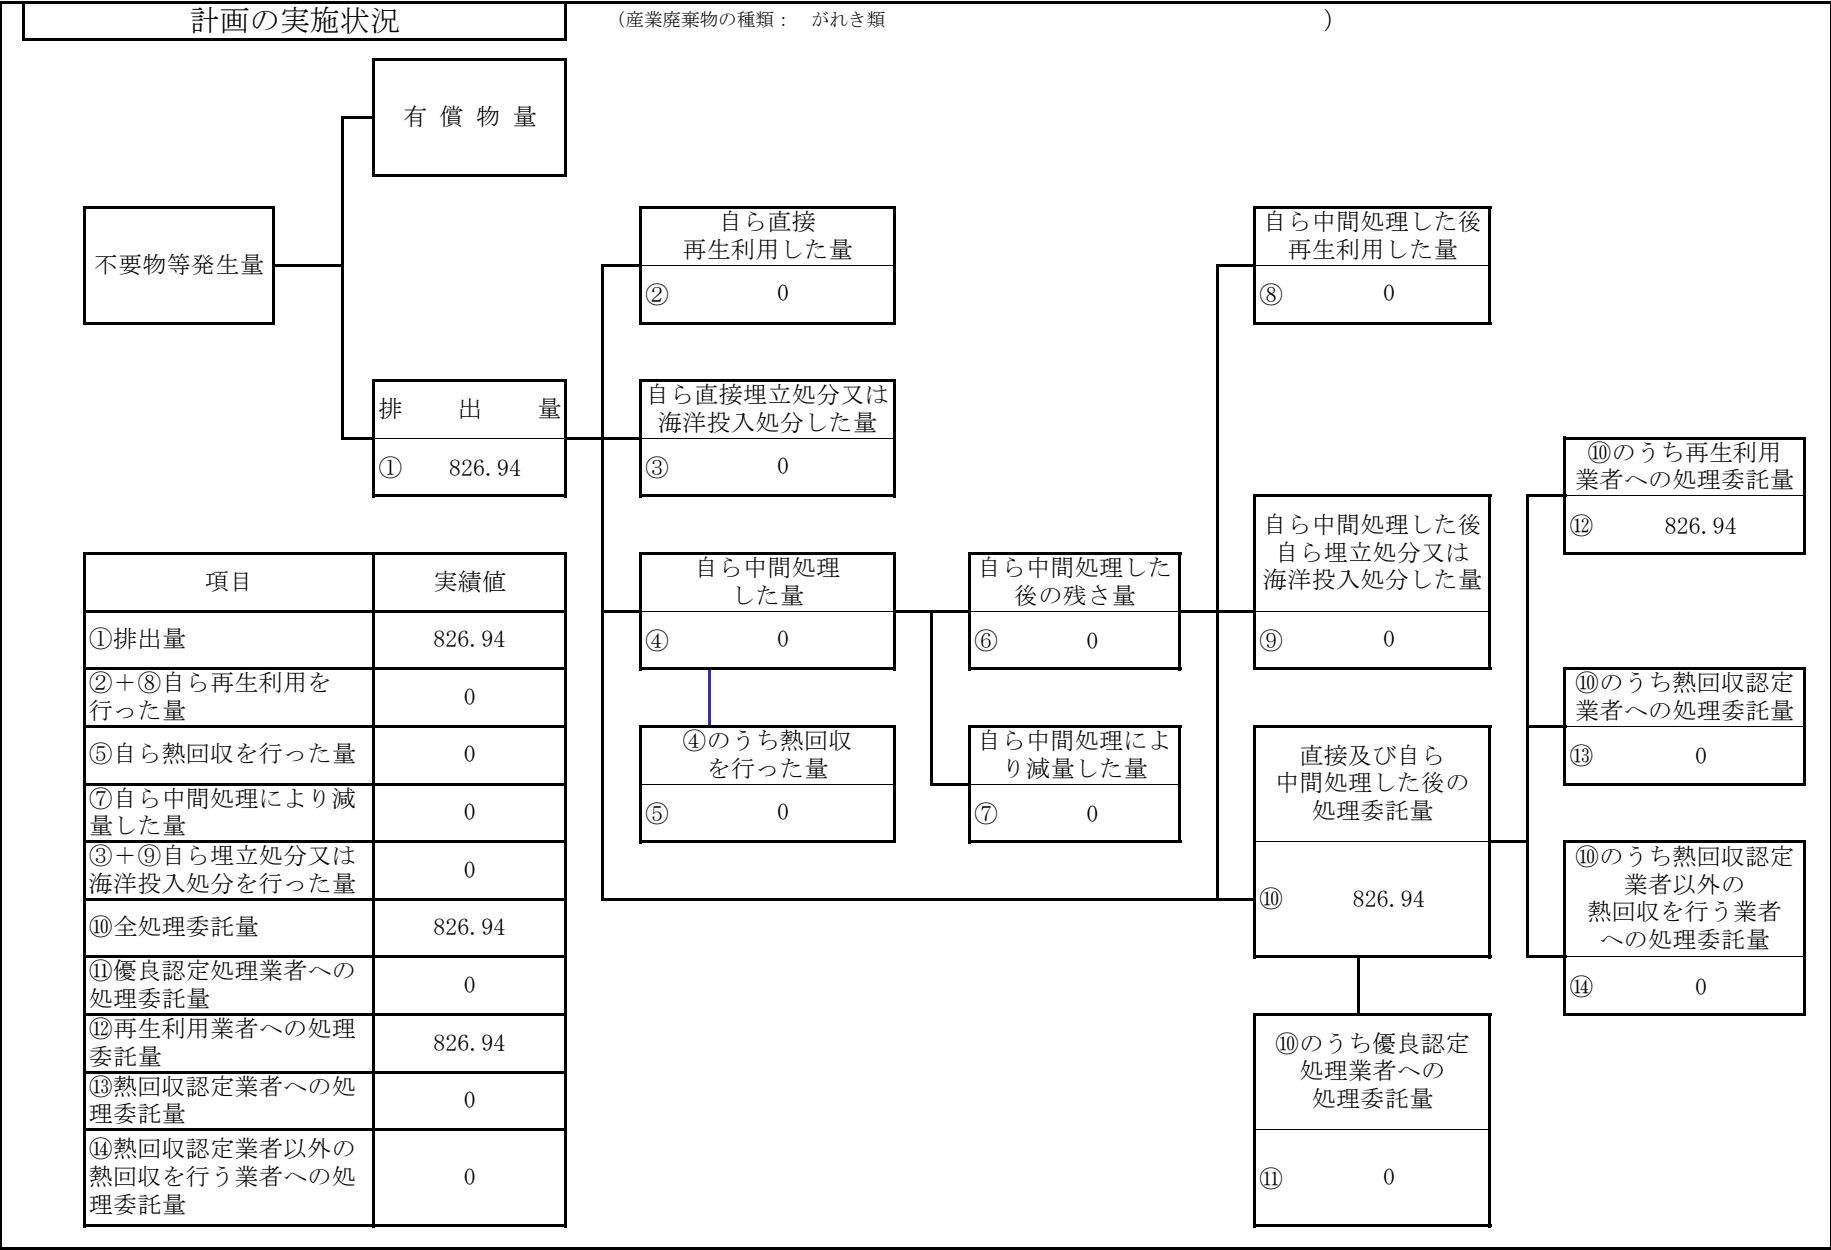 計画の実施状況
（産業廃棄物の種類： がれき類 ）
有 償 物 量
不要物等発生量
排 出 量
① 826.94
自ら直接
再生利用した量
② 0
自ら直接埋立処分又は
海洋投入処分した量
③ 0
自ら中間処理
した量
④ 0
④のうち熱回収
を行った量
⑤ 0
自ら中間処理した
後の残さ量
⑥ 0
自ら中間処理によ
り減量した量
⑦ 0
自ら中間処理した後
再生利用した量
⑧ 0
自ら中間処理した後
自ら埋立処分又は
海洋投入処分した量
⑨ 0
直接及び自ら
中間処理した後の
処理委託量
⑩ 826.94
⑩のうち優良認定
処理業者への
処理委託量
⑪ 0
⑩のうち再生利用
業者への処理委託量
⑫ 826.94
⑩のうち熱回収認定
業者への処理委託量
⑬ 0
⑩のうち熱回収認定
業者以外の
熱回収を行う業者
への処理委託量
⑭ 0
項目 実績値
①排出量 826.94
②＋⑧自ら再生利用を
行った量 0
⑤自ら熱回収を行った量 0
⑦自ら中間処理により減
量した量 0
③＋⑨自ら埋立処分又は
海洋投入処分を行った量 0
⑩全処理委託量 826.94
⑪優良認定処理業者への
処理委託量 0
⑫再生利用業者への処理
委託量 826.94
⑬熱回収認定業者への処
理委託量 0
⑭熱回収認定業者以外の
熱回収を行う業者への処
理委託量 0